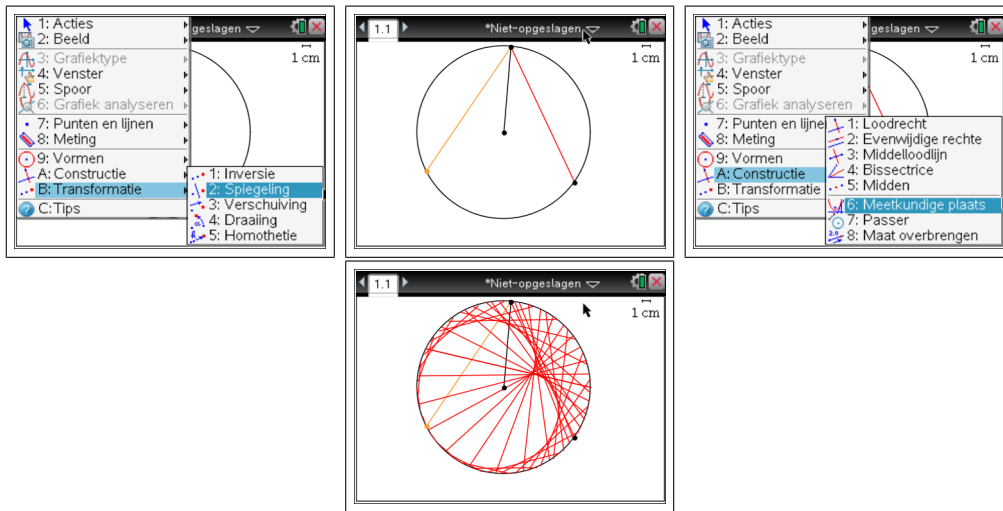 1: Acties
2: Beeld
3: Grafiektype
4: Venster
5: Spoor
6: Grafiek analyseren
7: Punten en lijnen
8: Meting
9: Vormen
A: Constructie
B: Transformatie
C: Tips
geslagen
1 cm
1: Inversie
2: Spiegeling
3: Verschuiving
4: Draaiing
5: Homothetie
1.1
*Niet-opgeslagen
1 cm
1: Acties
2: Beeld
3: Grafiektype
4: Venster
5: Spoor
6: Grafiek analyseren
7: Punten en lijne
8: Meting
9: Vormen
A: Constructie
B: Transformatie
C: Tips
geslagen
1 cm
1: Loodrecht
2: Evenwijdige rechte
3: Middelloodlijn
4: Bissectrice
5: Midden
6: Meetkundige plaats
7: Passer
8: Maat overbrengen
1.1
*Niet-opgeslagen
1 cm